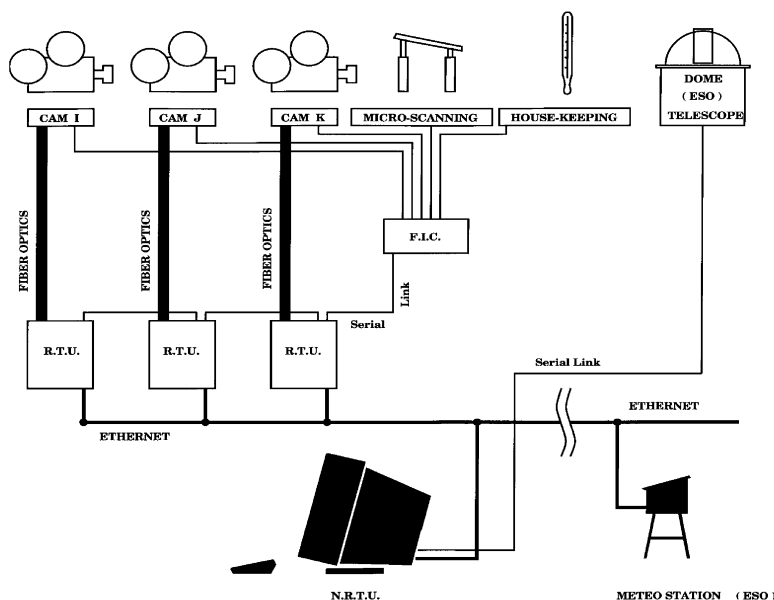 DOME
( ESO )
TELESCOPE
CAM I
CAM J
CAM K
MICRO-SCANNING
HOUSE-KEEPING
FIBER OPTICS
FIBER OPTICS
FIBER OPTICS
F.I.C.
Link
Serial
R.T.U.
R.T.U.
R.T.U.
Serial Link
ETHERNET
ETHERNET
N.R.T.U.
METEO STATION ( ESO )